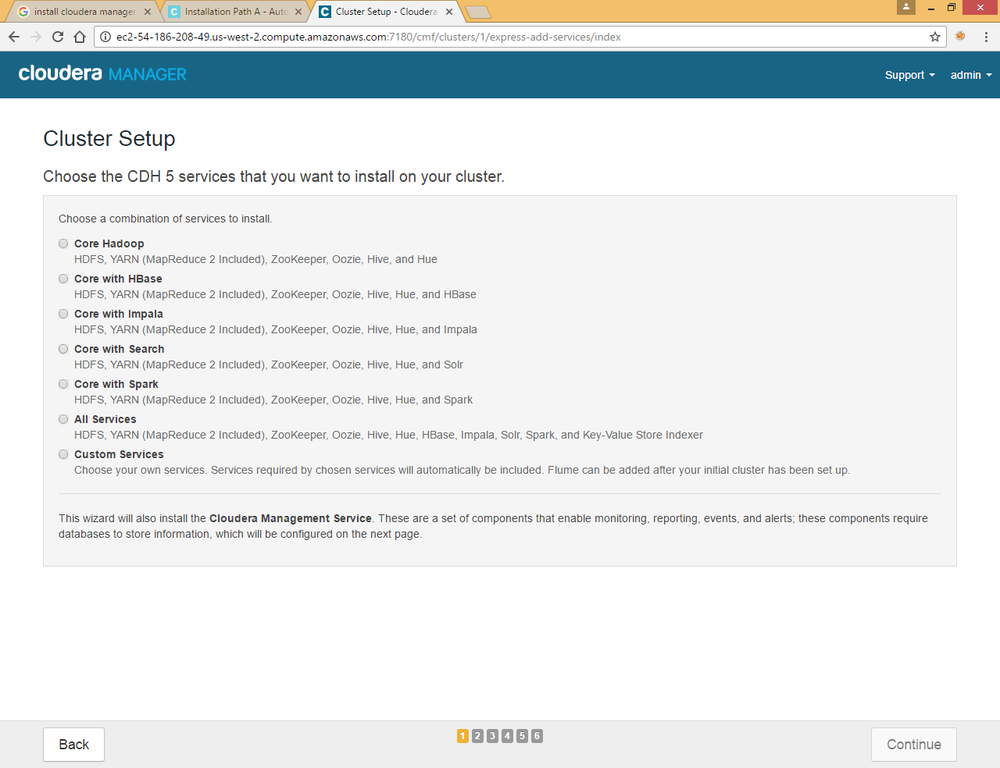 install cloudera manager
Installation Path A - Auto
Cluster Setup - Cloudera
ec2-54-186-208-49.us-west-2.compute.amazonaws.com:7180/cmf/clusters/1/express-add-services/index
cloudera MANAGER
Support
admin
Cluster Setup
Choose the CDH 5 services that you want to install on your cluster.
Choose a combination of services to install.
Core Hadoop
HDFS, YARN (MapReduce 2 Included), ZooKeeper, Oozie, Hive, and Hue
Core with HBase
HDFS, YARN (MapReduce 2 Included), ZooKeeper, Oozie, Hive, Hue, and HBase
Core with Impala
HDFS, YARN (MapReduce 2 Included), ZooKeeper, Oozie, Hive, Hue, and Impala
Core with Search
HDFS, YARN (MapReduce 2 Included), ZooKeeper, Oozie, Hive, Hue, and Solr
Core with Spark
HDFS, YARN (MapReduce 2 Included), ZooKeeper, Oozie, Hive, Hue, and Spark
All Services
HDFS, YARN (MapReduce 2 Included), ZooKeeper, Oozie, Hive, Hue, HBase, Impala, Solr, Spark, and Key-Value Store Indexer
Custom Services
Choose your own services. Services required by chosen services will automatically be included. Flume can be added after your initial cluster has been set up.
This wizard will also install the Cloudera Management Service. These are a set of components that enable monitoring, reporting, events, and alerts; these components require
databases to store information, which will be configured on the next page.
Back
1 2 3 4 5 6
Continue